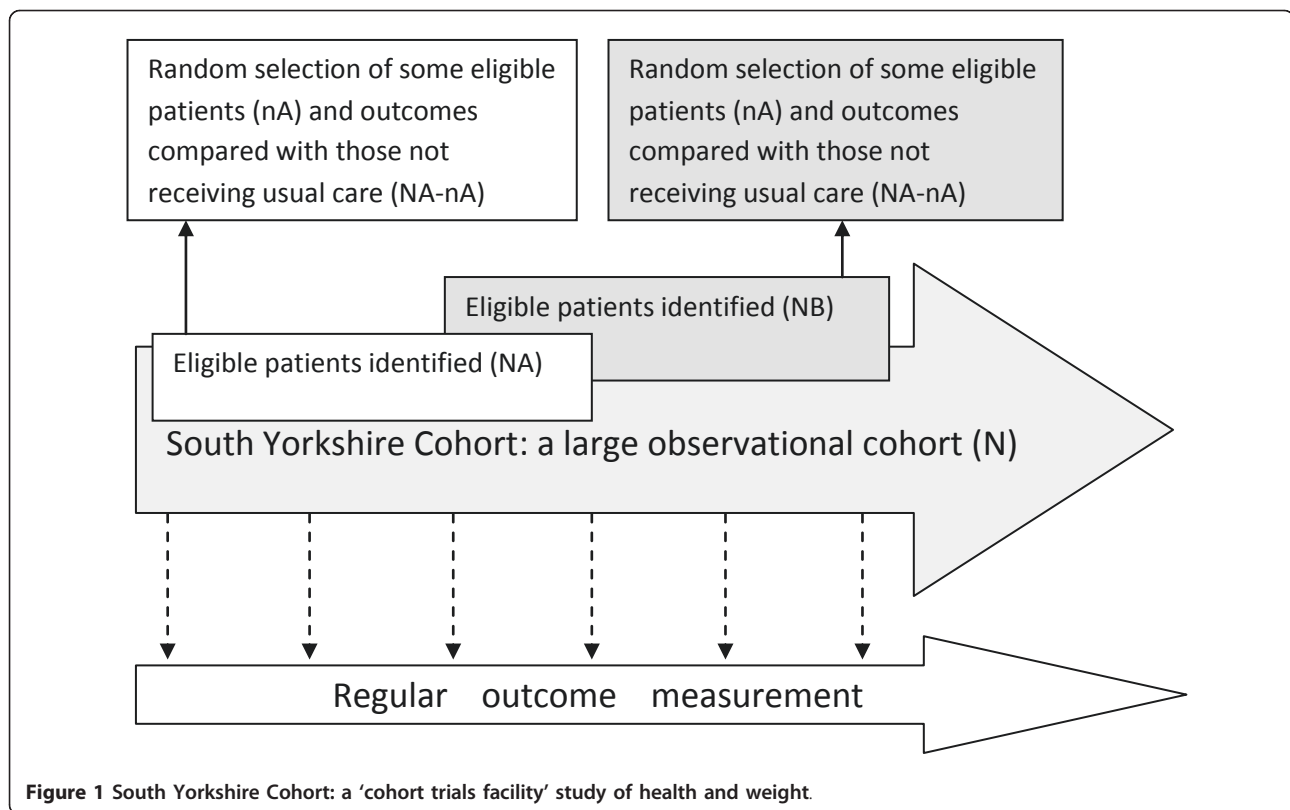 Random selection of some eligible
patients (nA) and outcomes
compared with those not
receiving usual care (NA-nA)
Random selection of some eligible
patients (nA) and outcomes
compared with those not
receiving usual care (NA-nA)
Eligible patients identified (NB)
Eligible patients identified (NA)
South Yorkshire Cohort: a large observational cohort (N)
Regular outcome measurement
Figure 1 South Yorkshire Cohort: a ‘cohort trials facility’ study of health and weight.